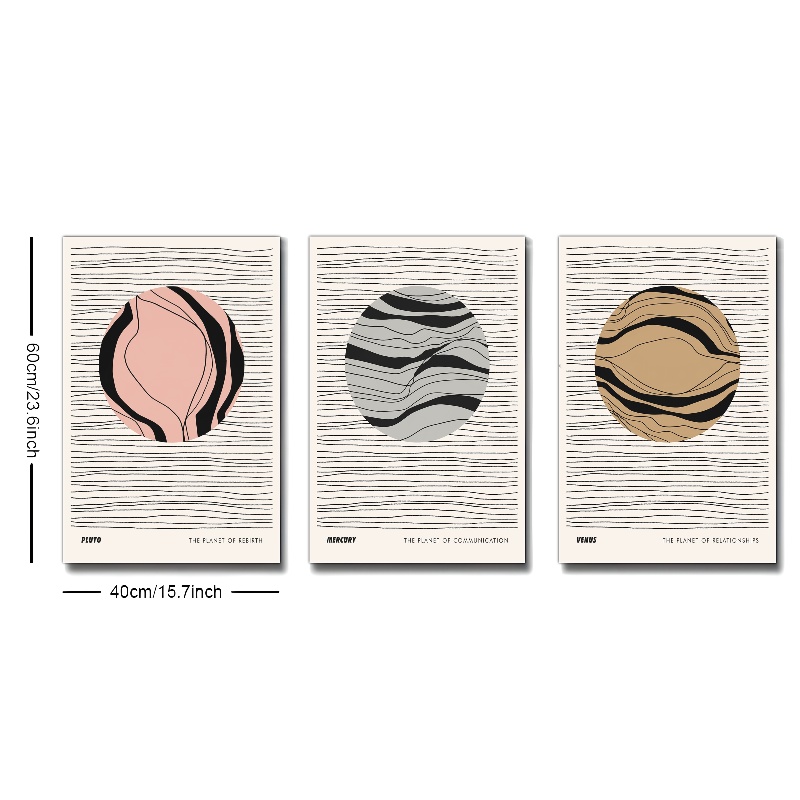 60cm/23.6inch
PLUTO THE PLANET OF REBIRTH
MERCURY THE PLANET OF COMMUNICATION
VENUS THE PLANET OF RELATIONSHIPS
40cm/15.7inch